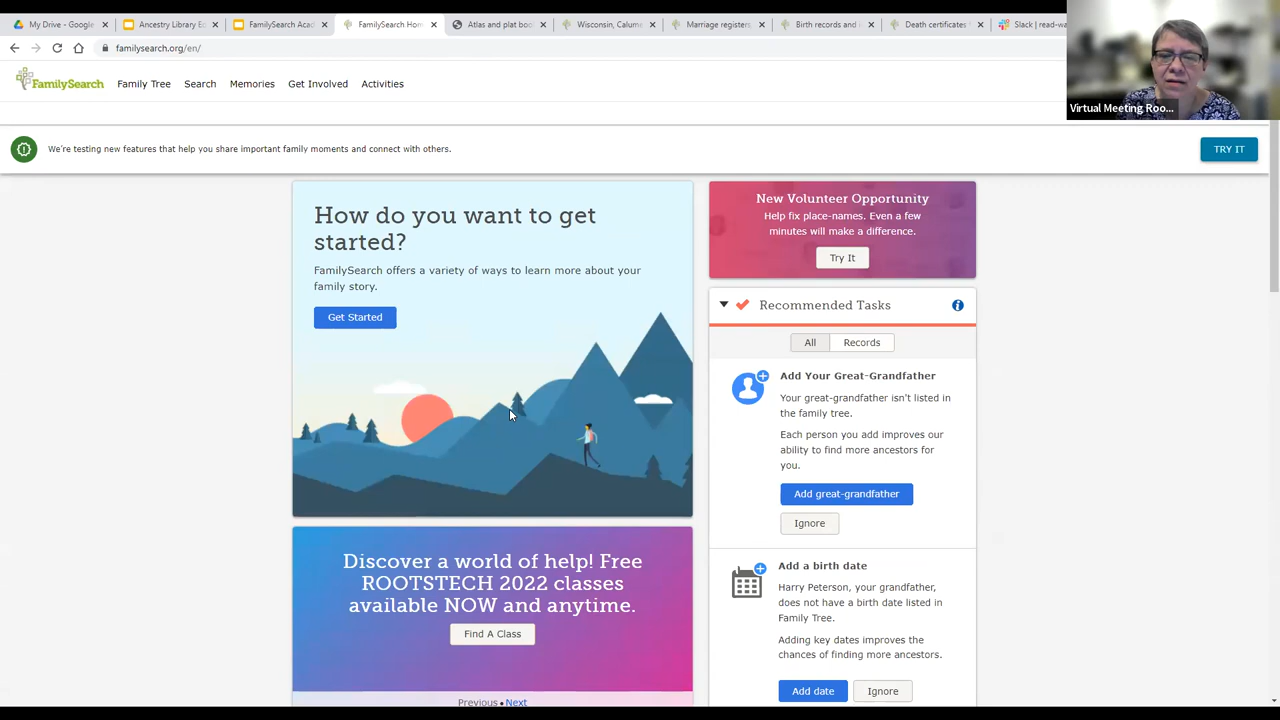 My Drive - Google
Ancestry Library Ed
FamilySearch Aca
FamilySearch Hom
Atlas and plat boo
Wisconsin, Calume
Marriage registers,
Birth records and
Death certificates
Slack | read-wa
familysearch.org/en/
FamilySearch
Family Tree
Search
Memories
Get Involved
Activities
Virtual Meeting Roo...
We're testing new features that help you share important family moments and connect with others.
TRY IT
How do you want to get
started?
FamilySearch offers a variety of ways to learn more about your
family story.
Get Started
Discover a world of help! Free
ROOTSTECH 2022 classes
available NOW and anytime.
Find A Class
Previous • Next
New Volunteer Opportunity
Help fix place-names. Even a few
minutes will make a difference.
Try It
Recommended Tasks
All
Records
Add Your Great-Grandfather
Your great-grandfather isn't listed in
the family tree.
Each person you add improves our
ability to find more ancestors for
you.
Add great-grandfather
Ignore
Add a birth date
Harry Peterson, your grandfather,
does not have a birth date listed in
Family Tree.
Adding key dates improves the
chances of finding more ancestors.
Add date
Ignore